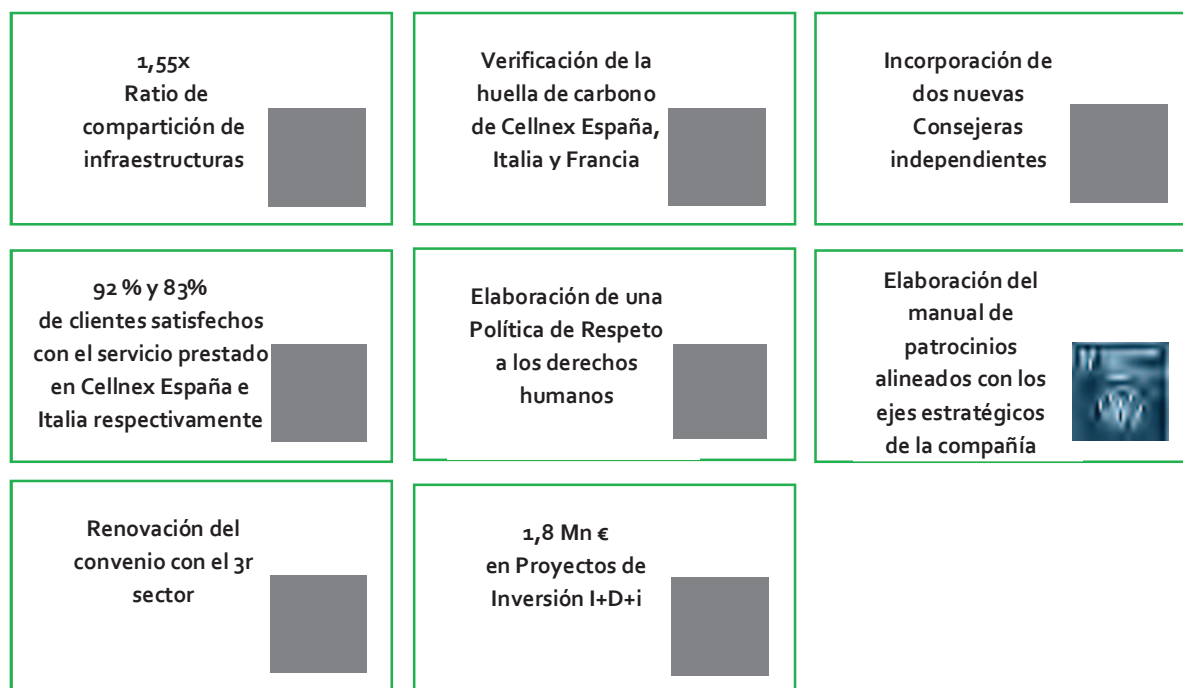 1,55x
Ratio de
compartición de
infraestructuras
Verificación de la
huella de carbono
de Cellnex España,
Italia y Francia
Incorporación de
dos nuevas
Consejeras
independientes
92 % y 83%
de clientes satisfechos
con el servicio prestado
en Cellnex España e
Italia respectivamente
Elaboración de una
Política de Respeto
a los derechos
humanos
Elaboración del
manual de
patrocinios
alineados con los
ejes estratégicos
de la compañía
Renovación del
convenio con el 3r
sector
1,8 Mn €
en Proyectos de
Inversión I+D+i